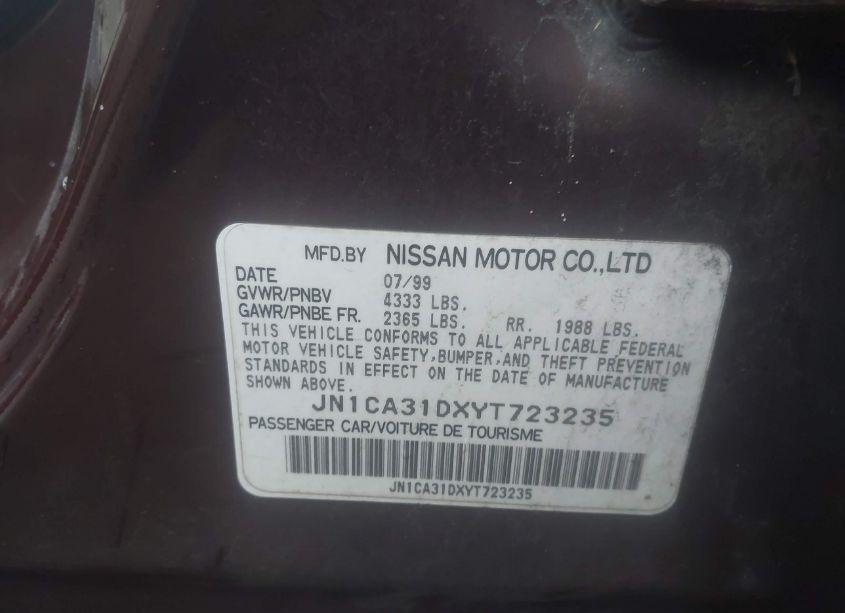 MFD.BY NISSAN MOTOR CO.,LTD
DATE 07/99
GVWR/PNBV 4333 LBS.
GAWR/PNBE FR. 2365 LBS. RR. 1988 LBS.
THIS VEHICLE CONFORMS TO ALL APPLICABLE FEDERAL
MOTOR VEHICLE SAFETY,BUMPER,AND THEFT PREVENTION
STANDARDS IN EFFECT ON THE DATE OF MANUFACTURE
SHOWN ABOVE.
JN1CA31DXYT723235
PASSENGER CAR/VOITURE DE TOURISME
JN1CA31DXYT723235